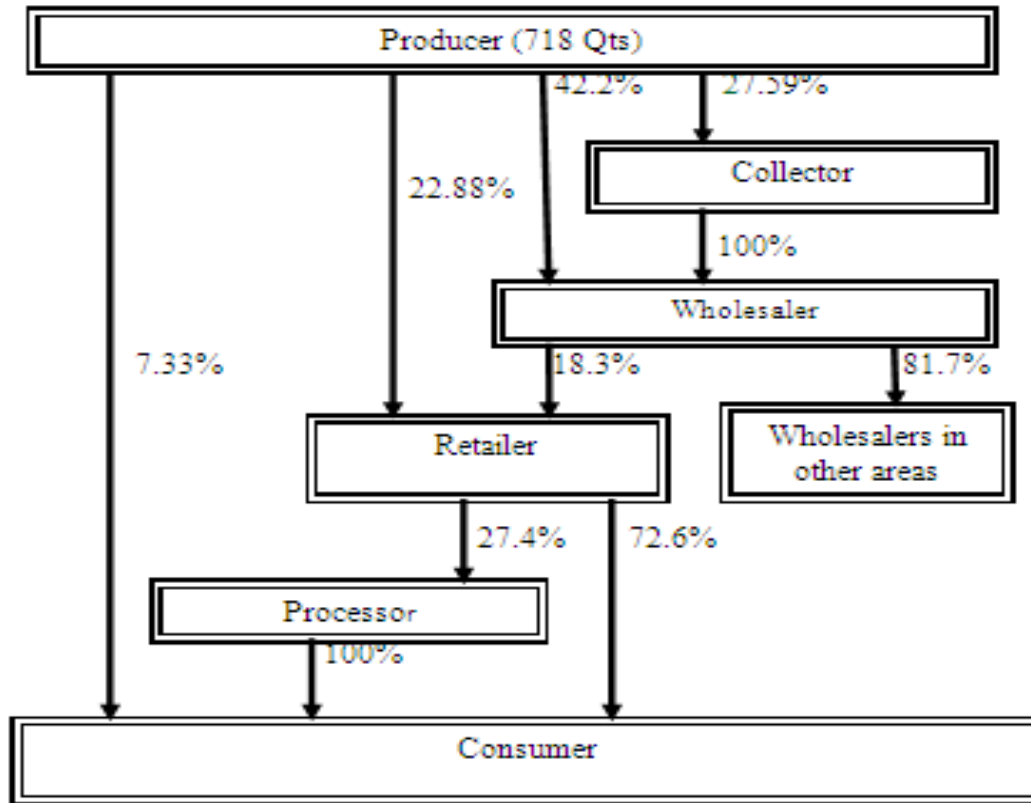 Producer (718 Qts)
42.2%
27.59%
Collector
22.88%
100%
Wholesaler
7.33%
18.3%
81.7%
Retailer
Wholesalers in
other areas
27.4%
72.6%
Processor
100%
Consumer